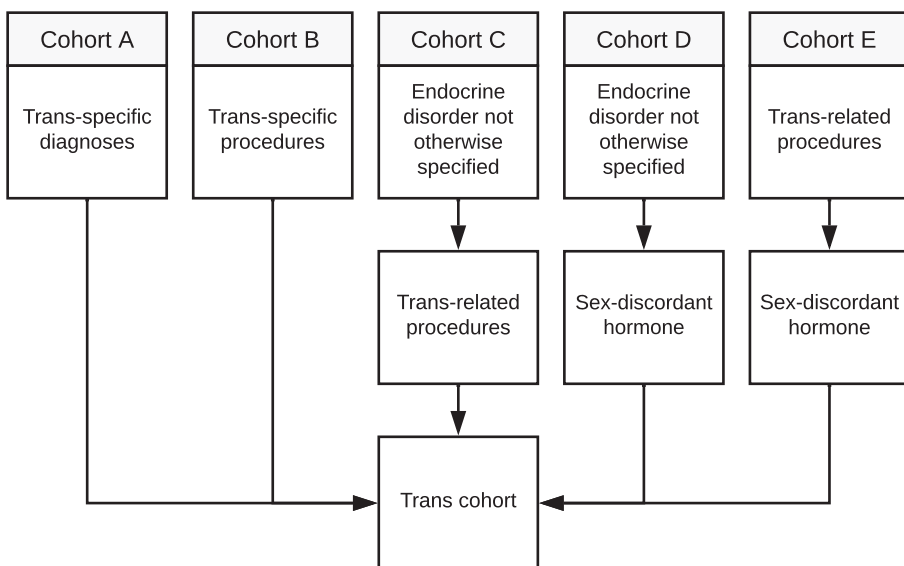 Cohort A
Cohort B
Cohort C
Cohort D
Cohort E
Trans-specific
diagnoses
Trans-specific
procedures
Endocrine
disorder not
otherwise
specified
Endocrine
disorder not
otherwise
specified
Trans-related
procedures
Trans-related
procedures
Sex-discordant
hormone
Sex-discordant
hormone
Trans cohort